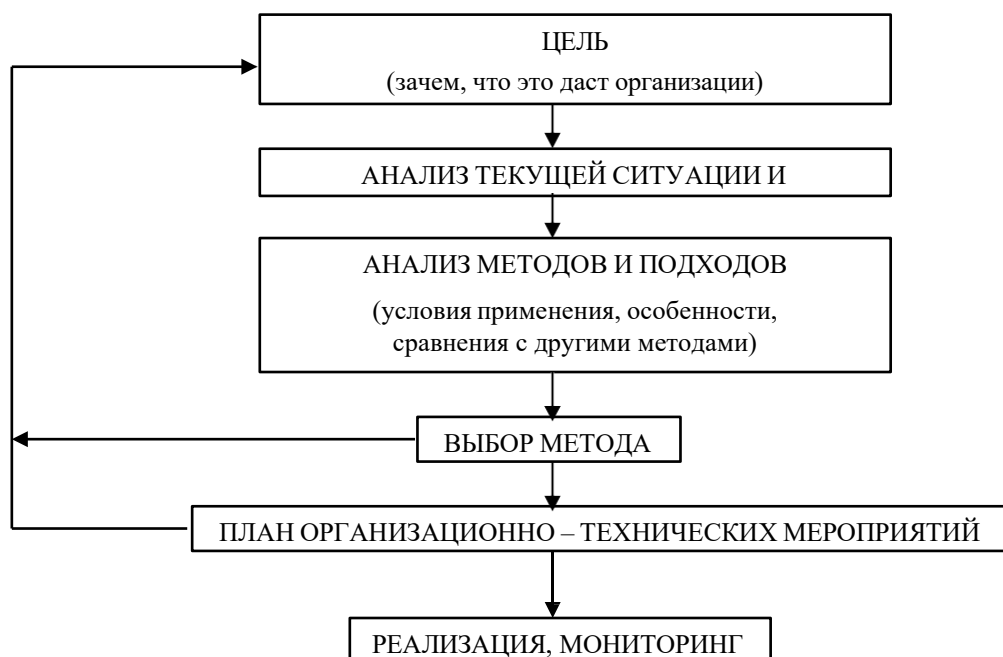 ЦЕЛЬ
(зачем, что это даст организации)
АНАЛИЗ ТЕКУЩЕЙ СИТУАЦИИ И
АНАЛИЗ МЕТОДОВ И ПОДХОДОВ
(условия применения, особенности,
сравнения с другими методами)
ВЫБОР МЕТОДА
ПЛАН ОРГАНИЗАЦИОННО – ТЕХНИЧЕСКИХ МЕРОПРИЯТИЙ
РЕАЛИЗАЦИЯ, МОНИТОРИНГ